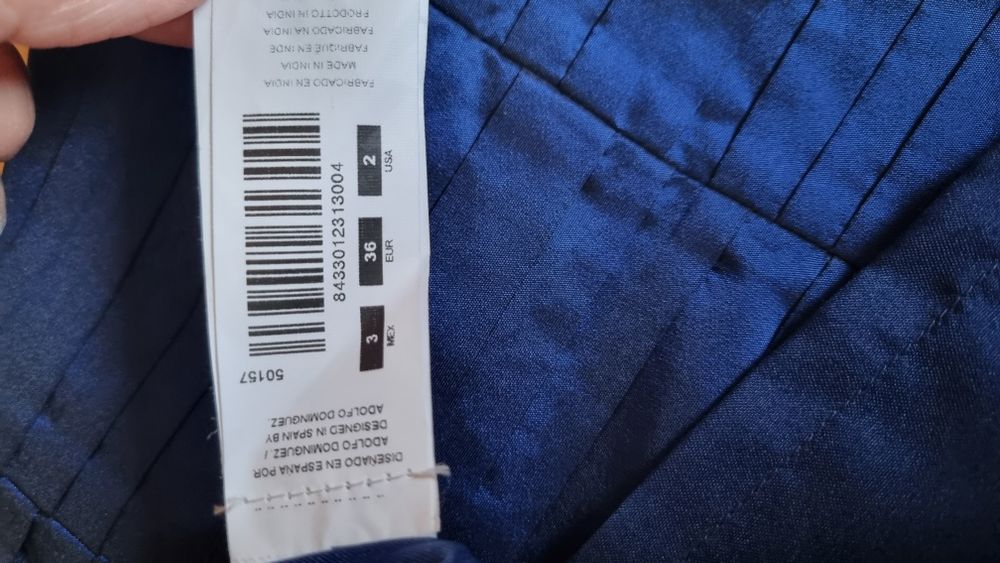 DISEÑADO EN ESPAÑA POR
ADOLFO DOMINGUEZ /
DESIGNED IN SPAIN BY
ADOLFO DOMINGUEZ.
50157
3
MEX
36
EUR
2
USA
8433012313004
FABRICADO EN INDIA
MADE IN INDIA
FABRIQUÉ EN INDE
FABRICADO NA INDIA
PRODOTTO IN INDIA